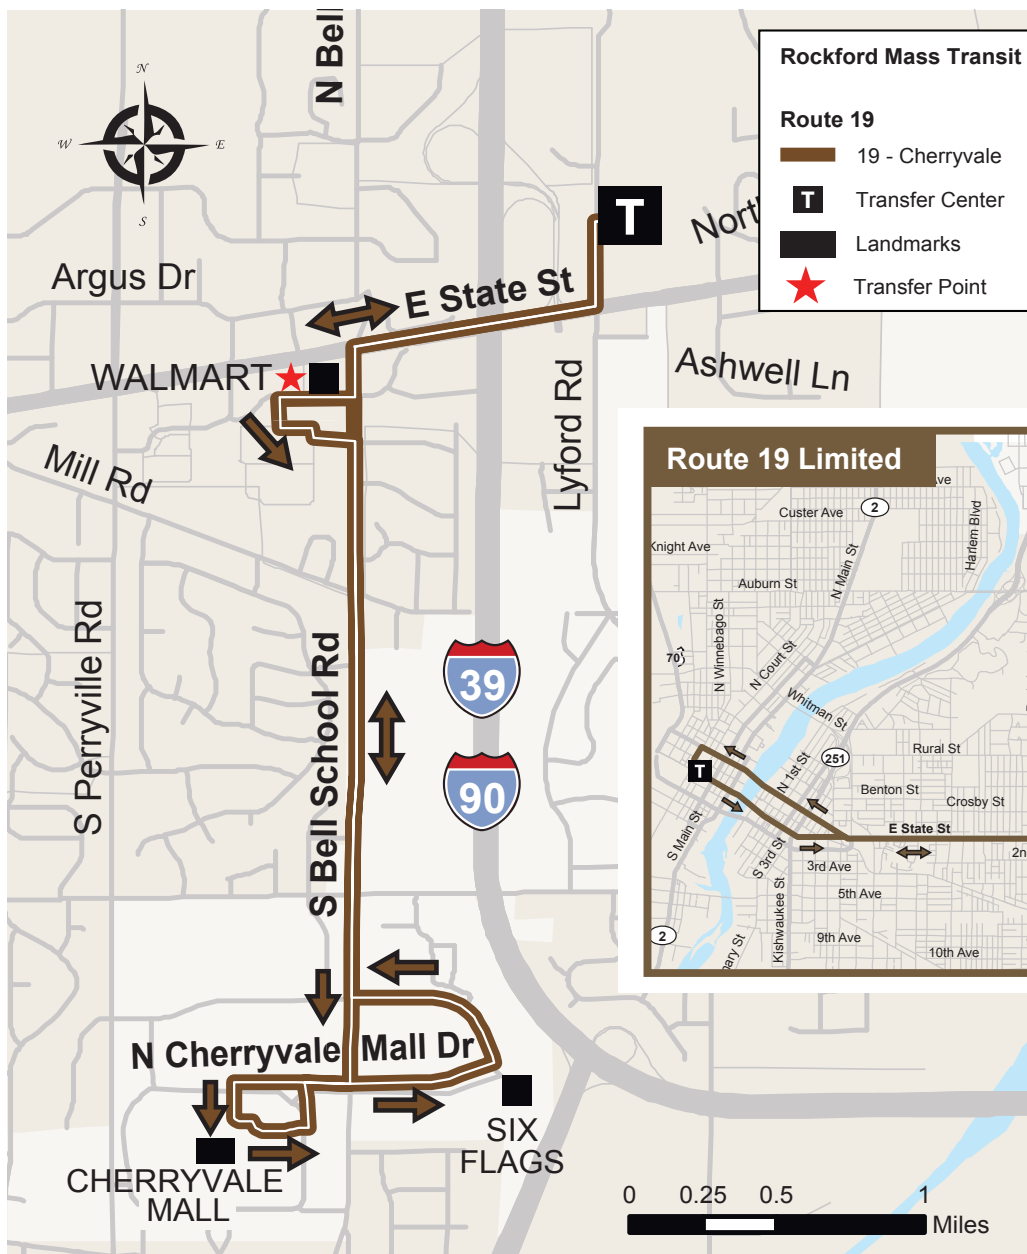 N Bell
N
W
E
S
Rockford Mass Transit
Route 19
19 - Cherryvale
T
Transfer Center
Landmarks
Transfer Point
T
Argus Dr
E State St
WALMART
Ashwell Ln
Mill Rd
Lyford Rd
S Perryville Rd
S Bell School Rd
39
90
N Cherryvale Mall Dr
SIX
FLAGS
CHERRYVALE
MALL
0 0.25 0.5 1
Miles
Route 19 Limited
Custer Ave
2
Harlem Blvd
Knight Ave
N Main St
Auburn St
N Winnebago St
70
N Court St
Whitman St
251
Rural St
T
N 1st St
Benton St
Crosby St
E State St
S Main St
S 3rd St
3rd Ave
5th Ave
Kishwaukee St
2
9th Ave
10th Ave